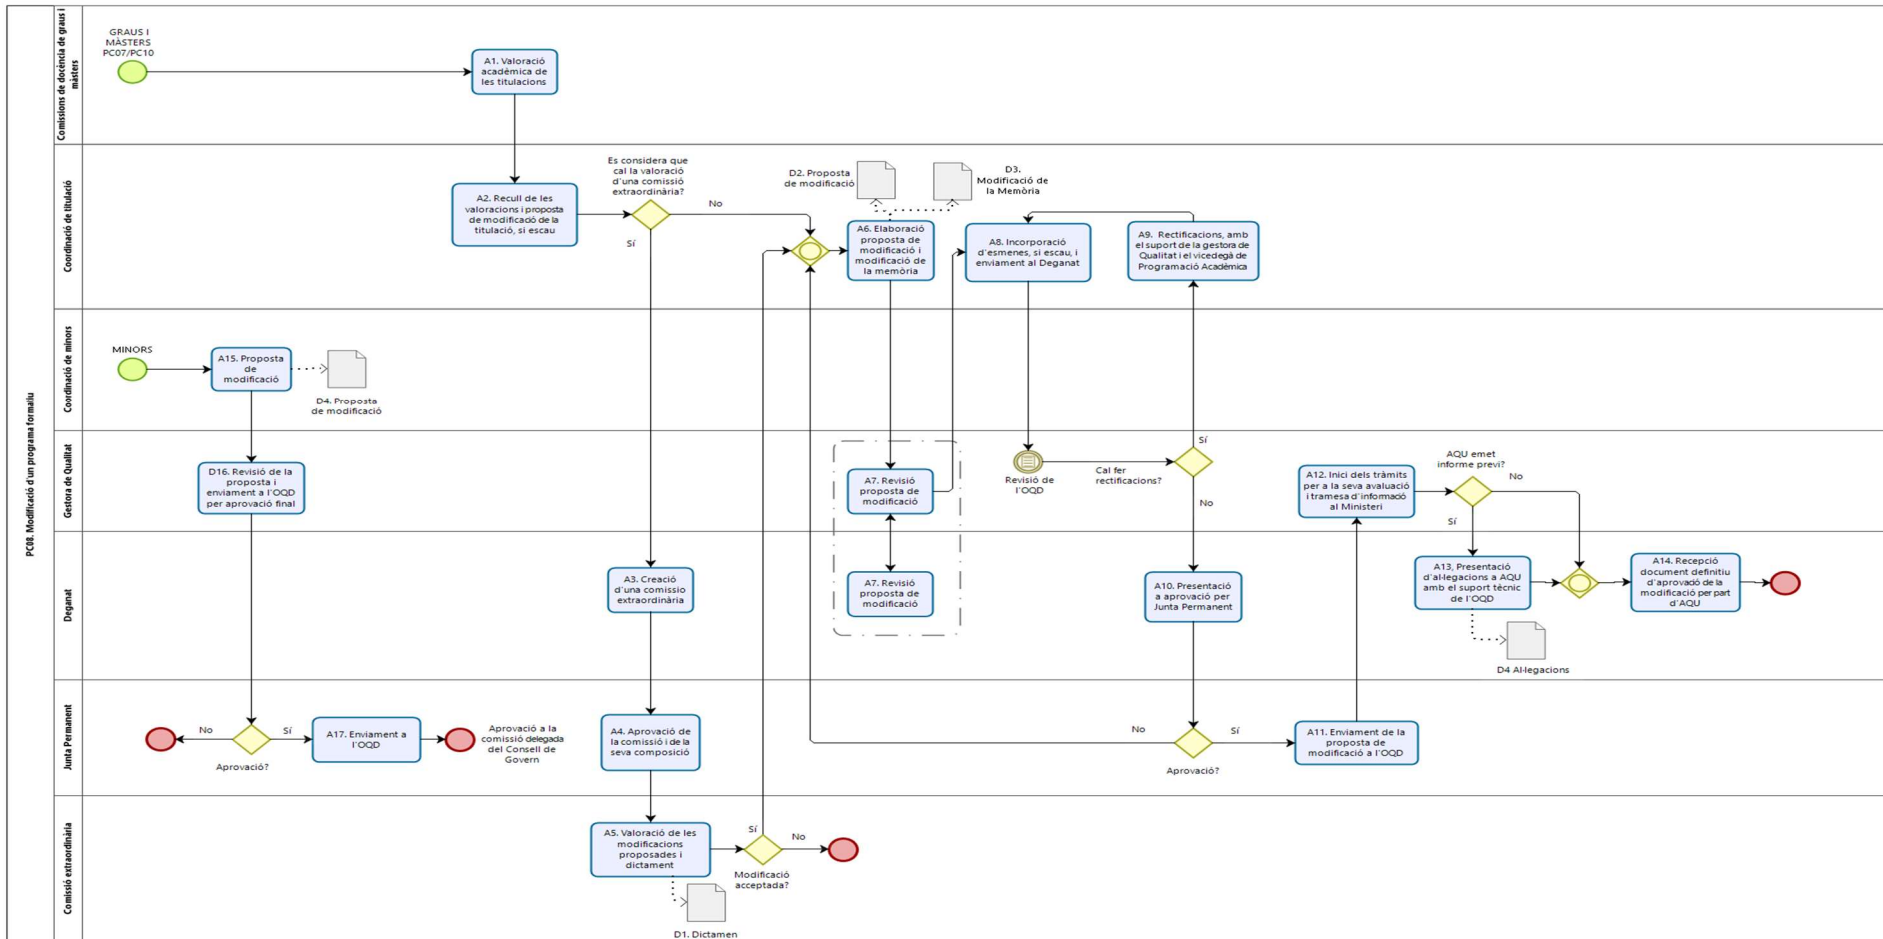 PC08. Modificació d'un programa formatiu
Comissions de docència de graus i
màsters
GRAUS I
MÀSTERS
PC07/PC10
A1. Valoració
acadèmica de
les titulacions
Coordinació de titulació
A2. Recull de les
valoracions i proposta
de modificació de la
titulació, si escau
Es considera que
cal la valoració
d'una comissió
extraordinària?
No
Sí
D2. Proposta
de modificació
D3.
Modificació de
la Memòria
A6. Elaboració
proposta de
modificació i
modificació de
la memòria
A8. Incorporació
d'esmenes, si escau, i
enviament al Deganat
A9. Rectificacions, amb
el suport de la gestora de
Qualitat i el vicedegà de
Programació Acadèmica
Coordinació de minors
MINORS
A15. Proposta
de
modificació
D4. Proposta
de modificació
Gestora de Qualitat
D16. Revisió de la
proposta i
enviament a l'OQD
per aprovació final
A7. Revisió
proposta de
modificació
Revisió de
l'OQD
Cal fer
rectificacions?
Sí
No
A12. Inici dels tràmits
per a la seva avaluació
i tramesa d'informació
al Ministeri
AQU emet
informe previ?
No
Sí
Deganat
A3. Creació
d'una comissio
extraordinària
A7. Revisió
proposta de
modificació
A10. Presentació
a aprovació per
Junta Permanent
A13, Presentació
d'al·legacions a AQU
amb el suport tècnic
de l'OQD
A14. Recepció
document definitiu
d'aprovació de la
modificació per part
d'AQU
D4 Al·legacions
Junta Permanent
No
Sí
Aprovació?
A17. Enviament a
l'OQD
Aprovació a la
comissió delegada
del Consell de
Govern
A4. Aprovació de
la comissió i de la
seva composició
No
Sí
Aprovació?
A11. Enviament de la
proposta de
modificació a l'OQD
Comissió extraordinària
A5. Valoració de les
modificacions
proposades i
dictament
Sí
No
Modificació
acceptada?
D1. Dictamen